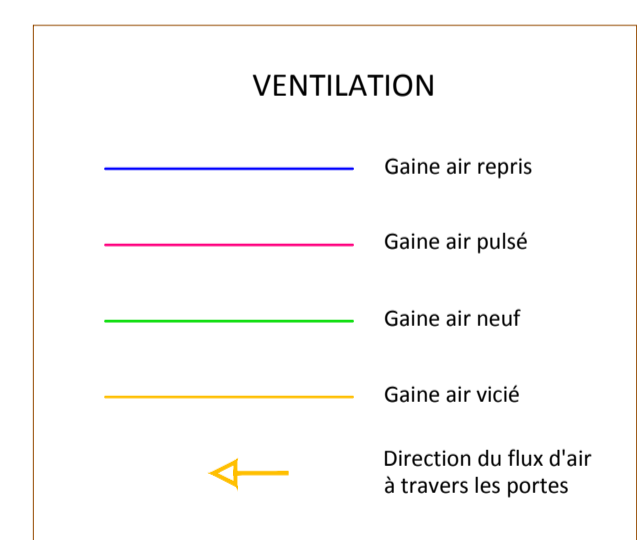 VENTILATION
Gaine air repris
Gaine air pulsé
Gaine air neuf
Gaine air vicié
Direction du flux d'air
à travers les portes